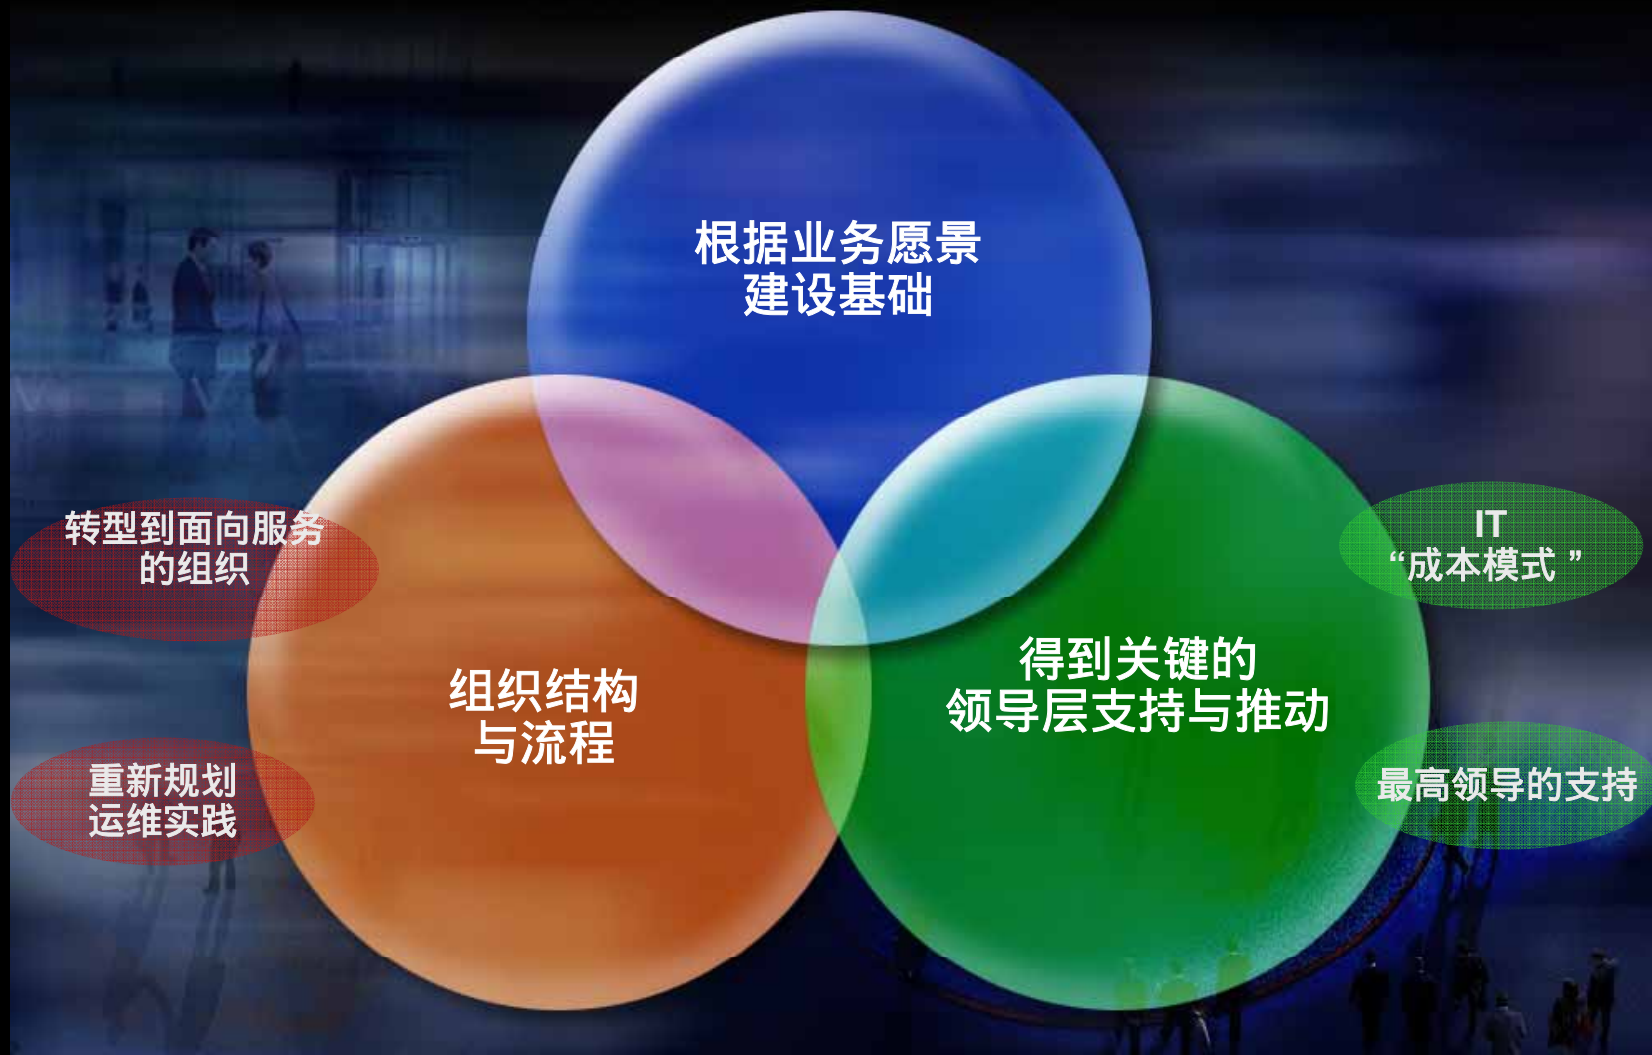 根据业务愿景
建设基础
转型到面向服务
的组织
IT
“成本模式 ”
得到关键的
领导层支持与推动
组织结构
与流程
重新规划
运维实践
最高领导的支持